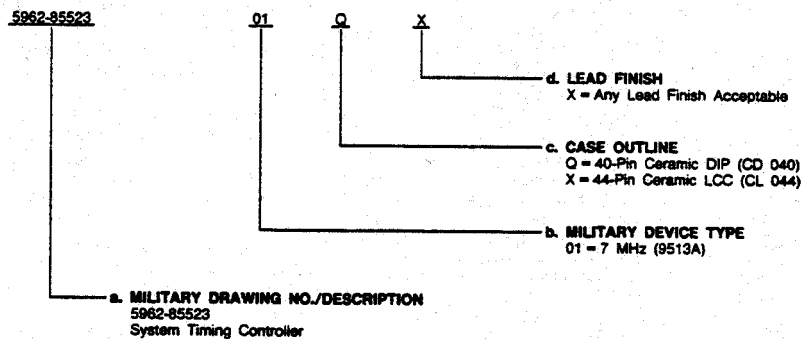 5962-85523 01 Q X
d. LEAD FINISH
X = Any Lead Finish Acceptable
c. CASE OUTLINE
Q = 40-Pin Ceramic DIP (CD 040)
X = 44-Pin Ceramic LCC (CL 044)
b. MILITARY DEVICE TYPE
01 = 7 MHz (9513A)
a. MILITARY DRAWING NO./DESCRIPTION
5962-85523
System Timing Controller